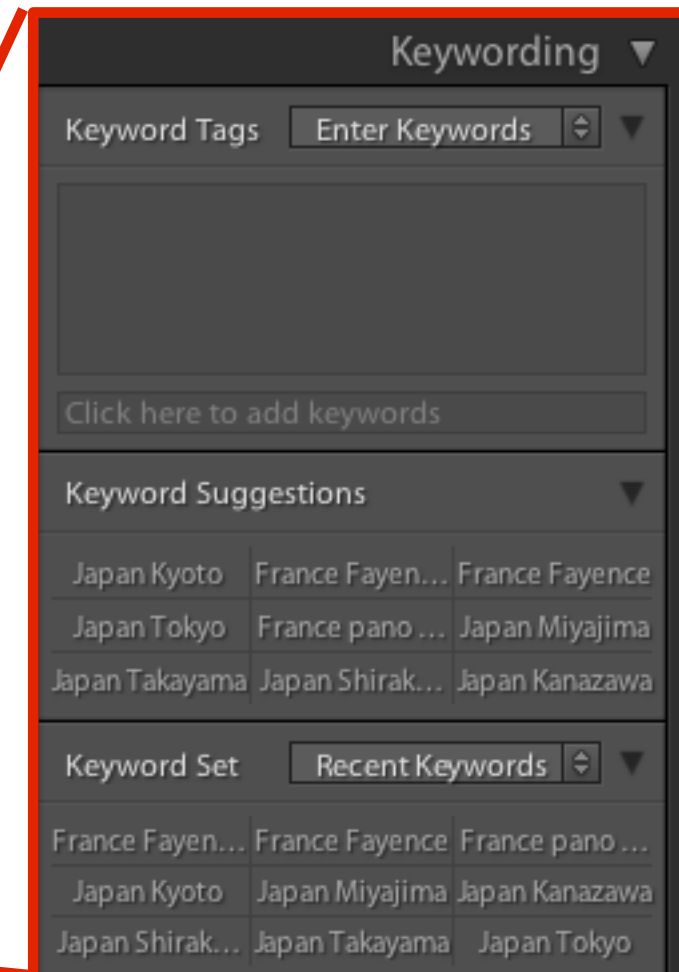 Keywording
Keyword Tags Enter Keywords
Click here to add keywords
Keyword Suggestions
Japan Kyoto France Fayen... France Fayence
Japan Tokyo France pano ... Japan Miyajima
Japan Takayama Japan Shirak... Japan Kanazawa
Keyword Set Recent Keywords
France Fayen... France Fayence France pano ...
Japan Kyoto Japan Miyajima Japan Kanazawa
Japan Shirak... Japan Takayama Japan Tokyo